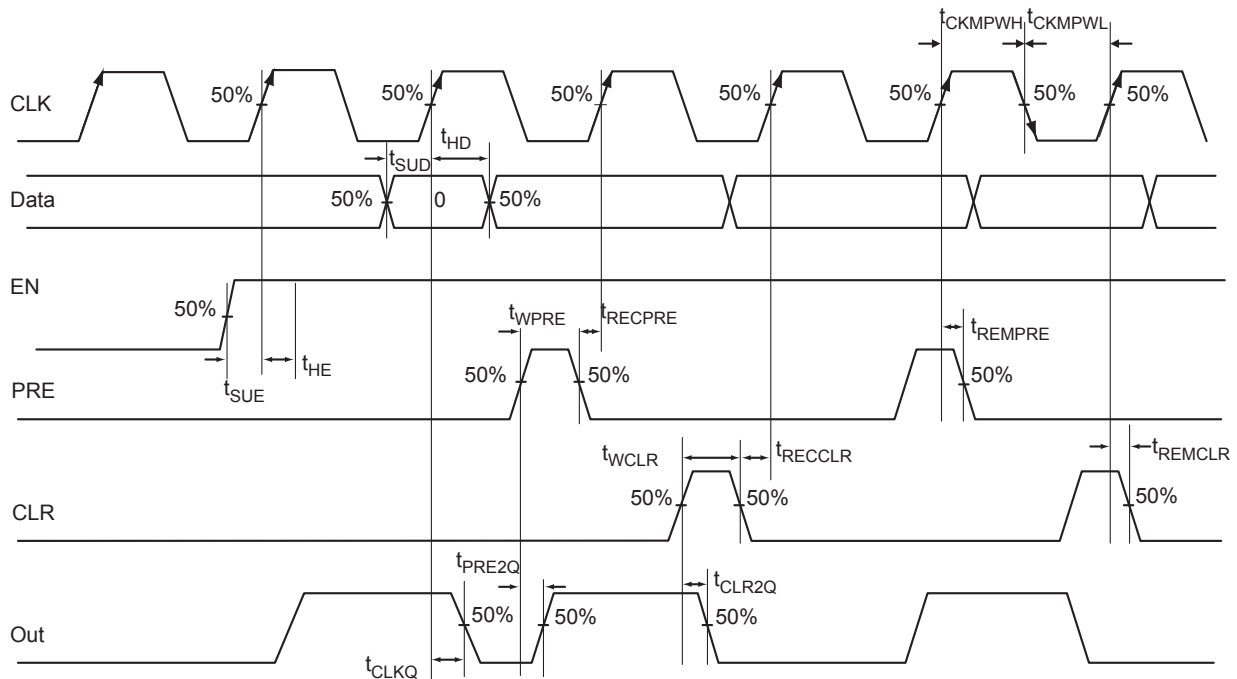 tCKMPWH tCKMPWL
CLK 50% 50% 50% 50% 50% 50% 50%
tSUD tHD
Data 50% 0 50%
EN
50% tWPRE tRECPRE tREMPRE
tSUE tHE
PRE 50% 50% 50%
tWCLR tRECCLR tREMCLR
CLR 50% 50% 50%
tPRE2Q tCLR2Q
Out 50% 50% 50%
tCLKQ